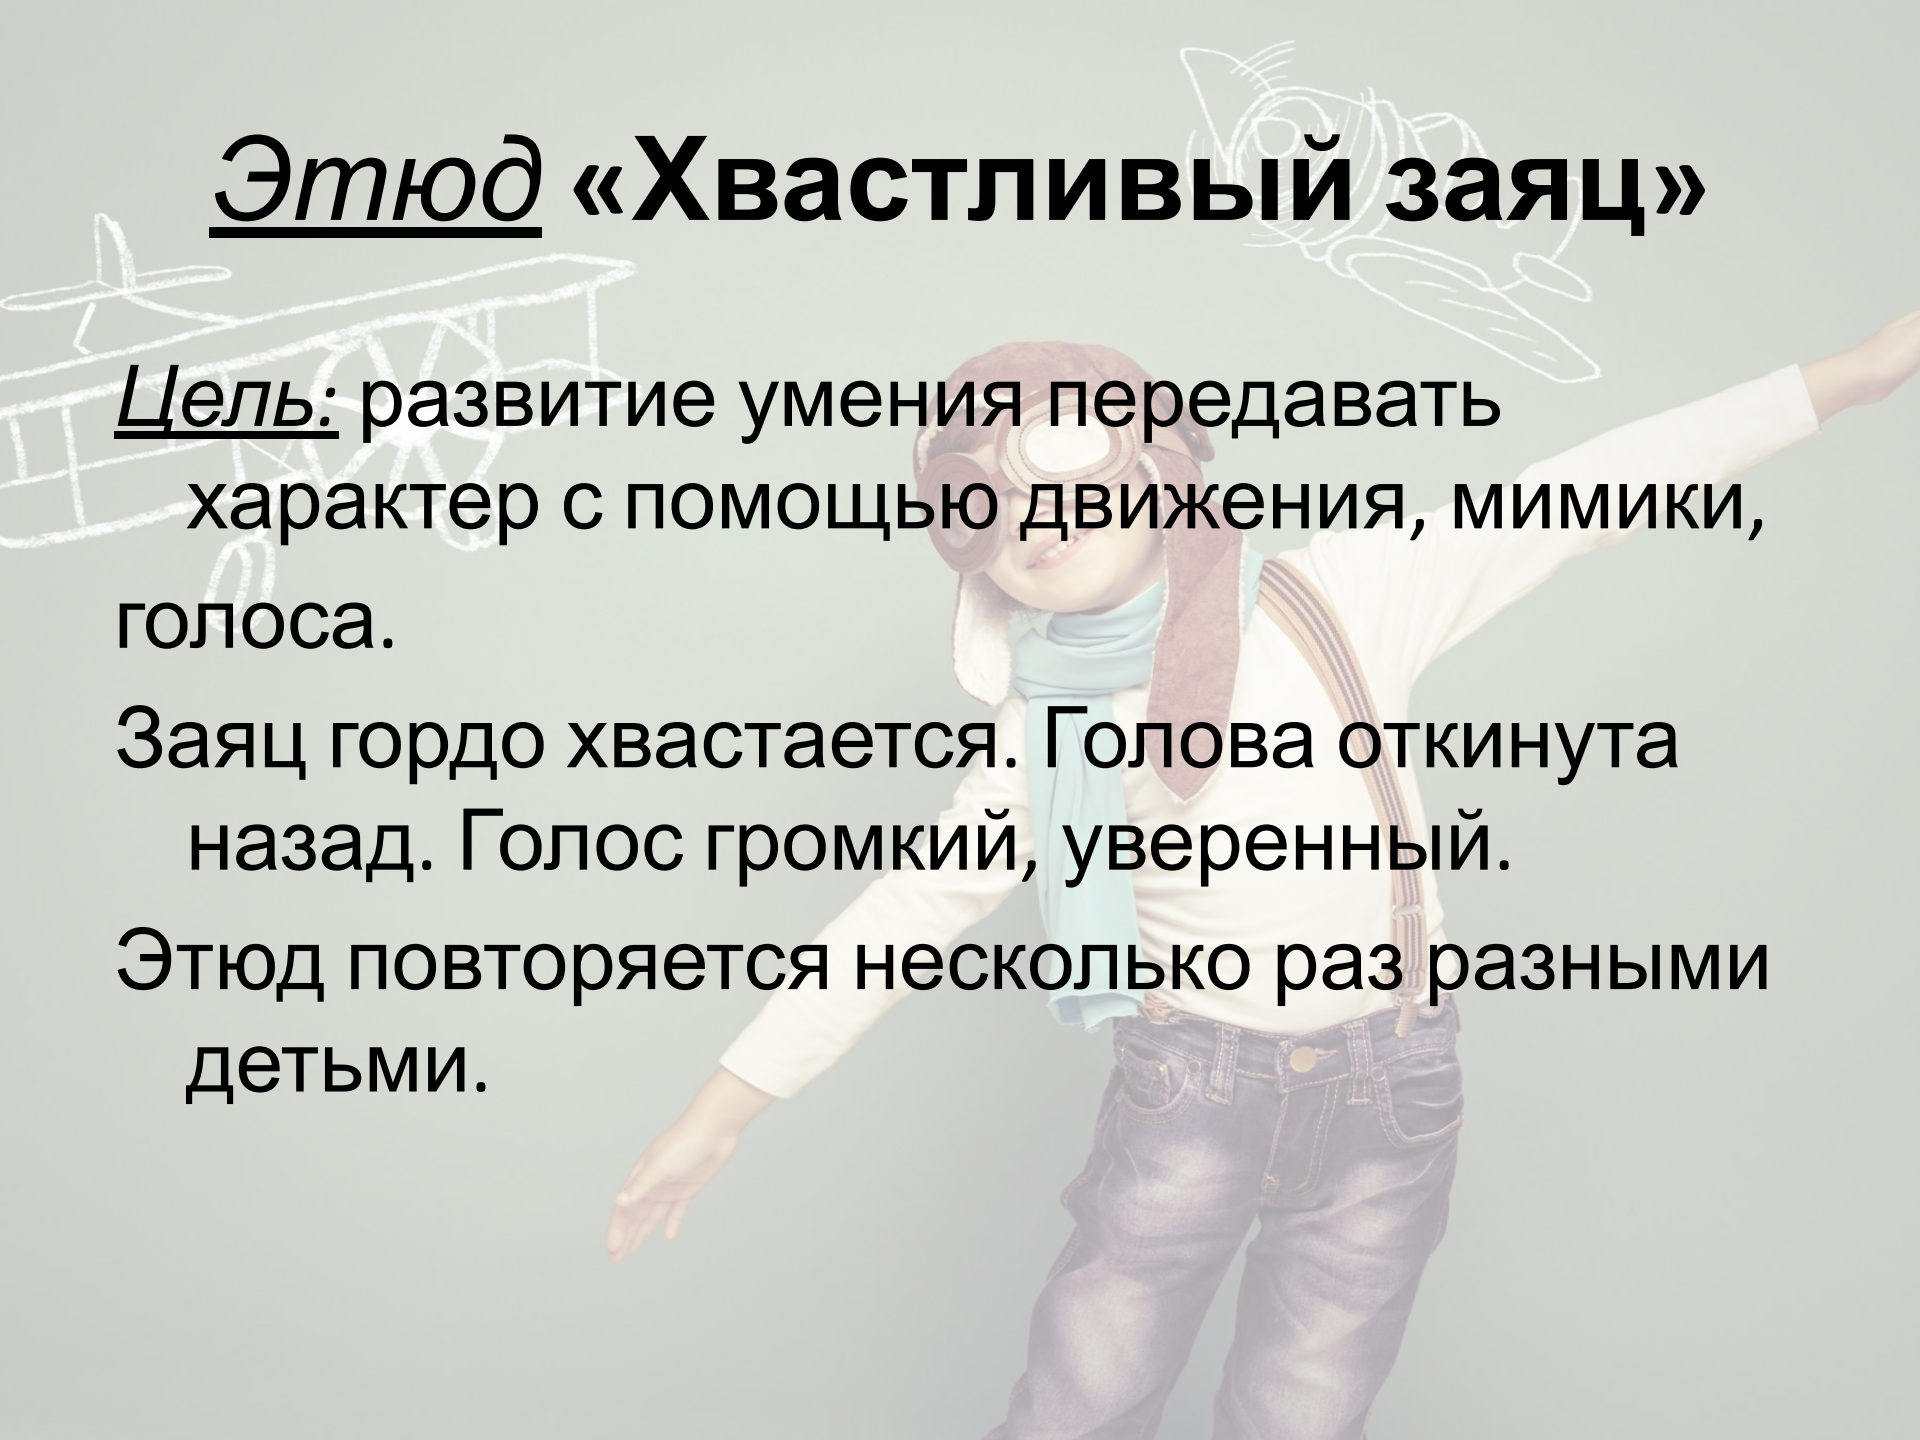 Этюд «Хвастливый заяц»
Цель: развитие умения передавать
характер с помощью движения, мимики,
голоса.
Заяц гордо хвастается. Голова откинута
назад. Голос громкий, уверенный.
Этюд повторяется несколько раз разными
детьми.